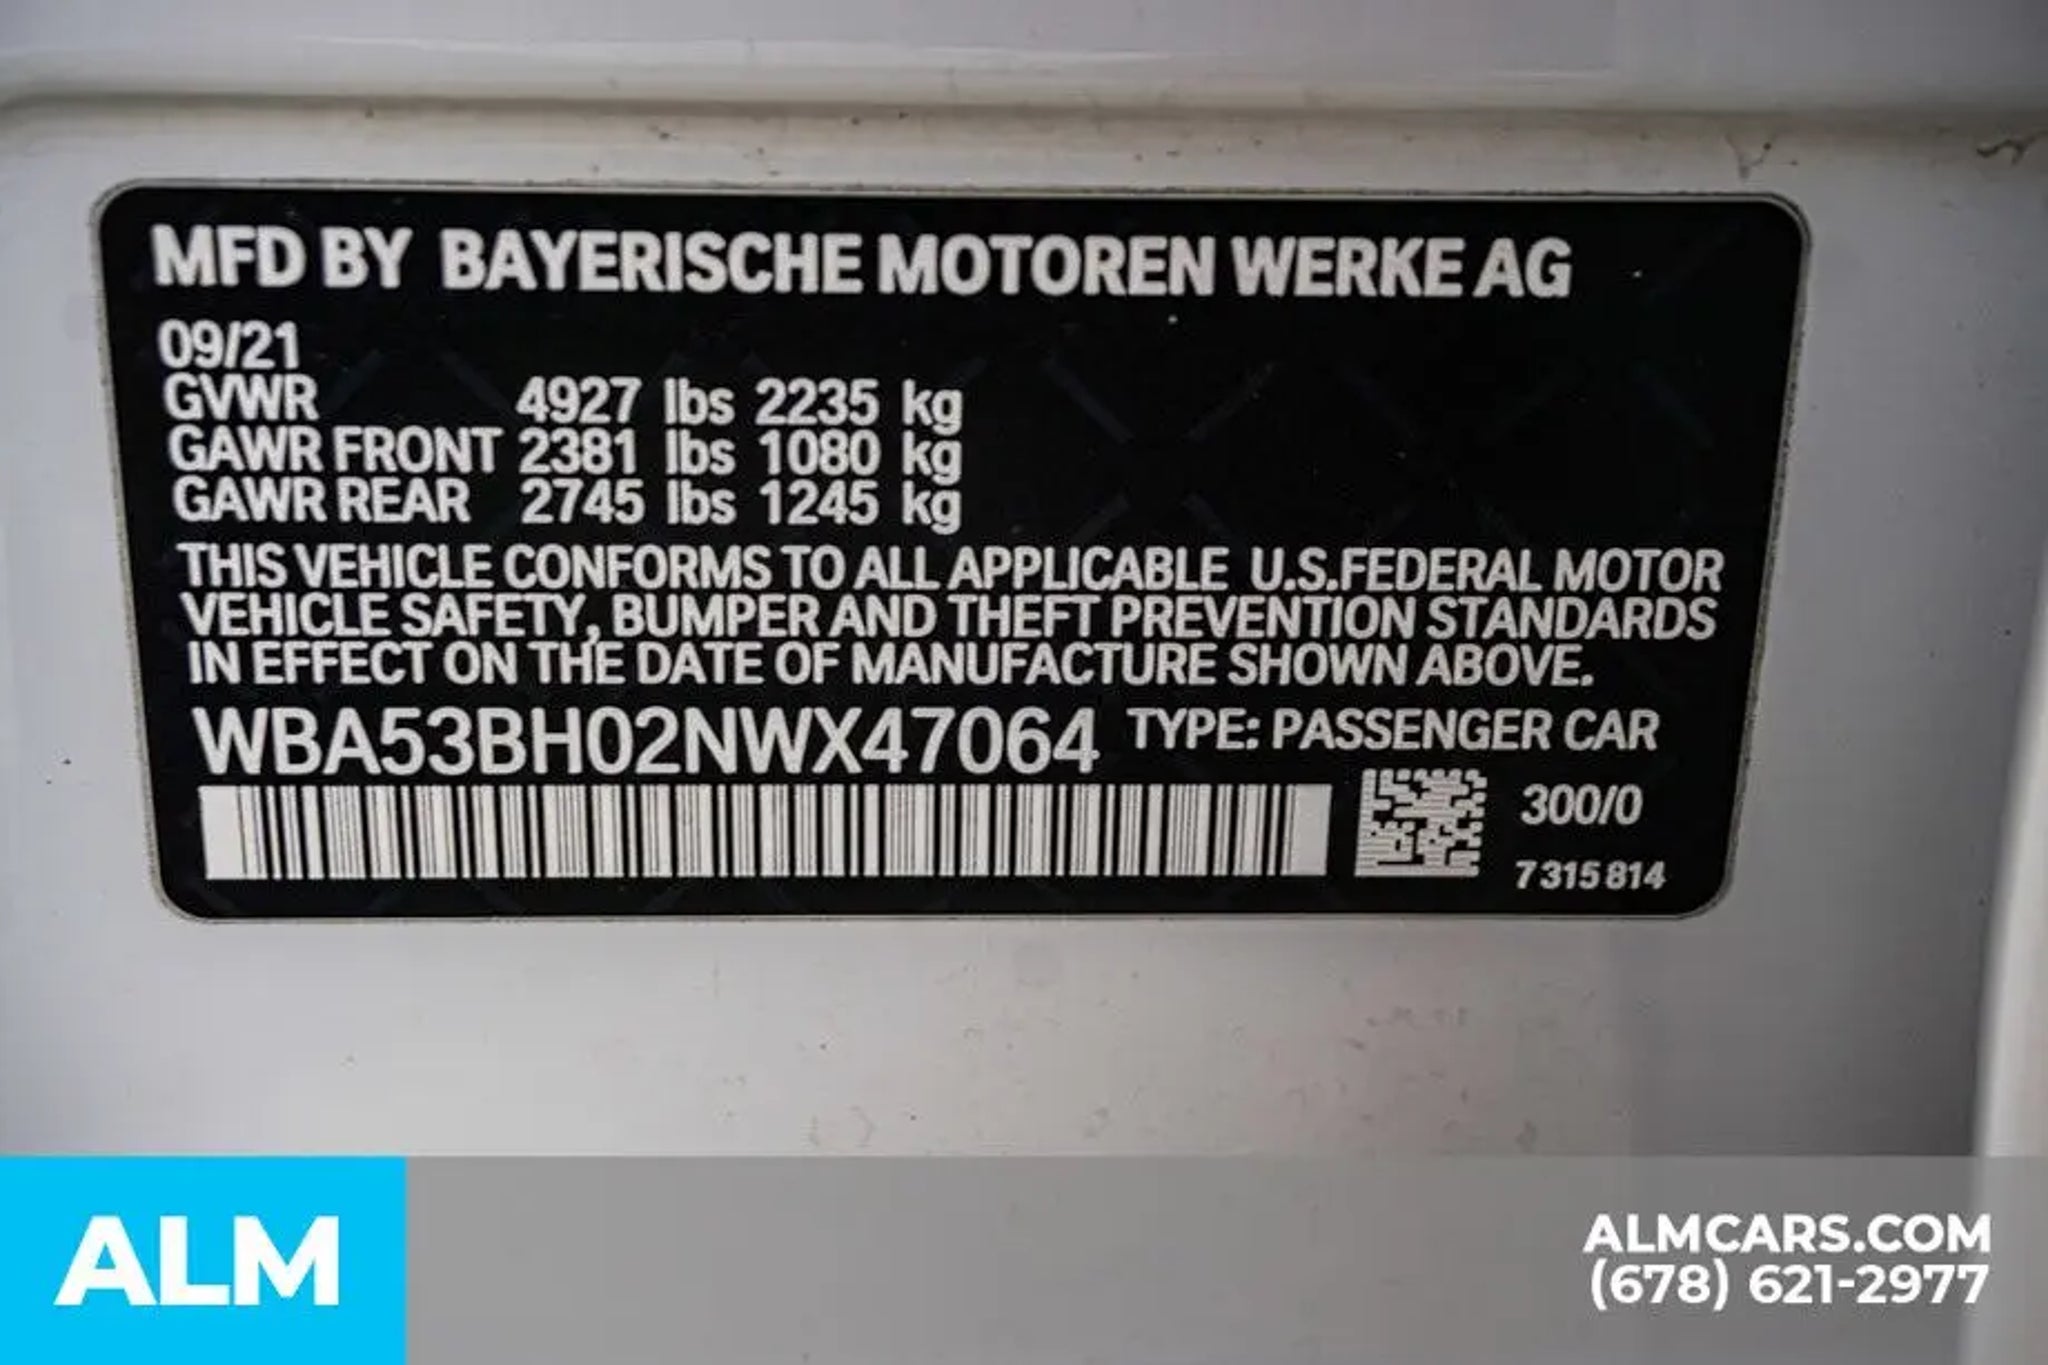 MFD BY BAYERISCHE MOTOREN WERKE AG
09/21
GVWR 4927 lbs 2235 kg
GAWR FRONT 2381 lbs 1080 kg
GAWR REAR 2745 lbs 1245 kg
THIS VEHICLE CONFORMS TO ALL APPLICABLE U.S.FEDERAL MOTOR
VEHICLE SAFETY, BUMPER AND THEFT PREVENTION STANDARDS
IN EFFECT ON THE DATE OF MANUFACTURE SHOWN ABOVE.
WBA53BH02NWX47064 TYPE: PASSENGER CAR
300/0
7 315 814
ALM
ALMCARS.COM
(678) 621-2977